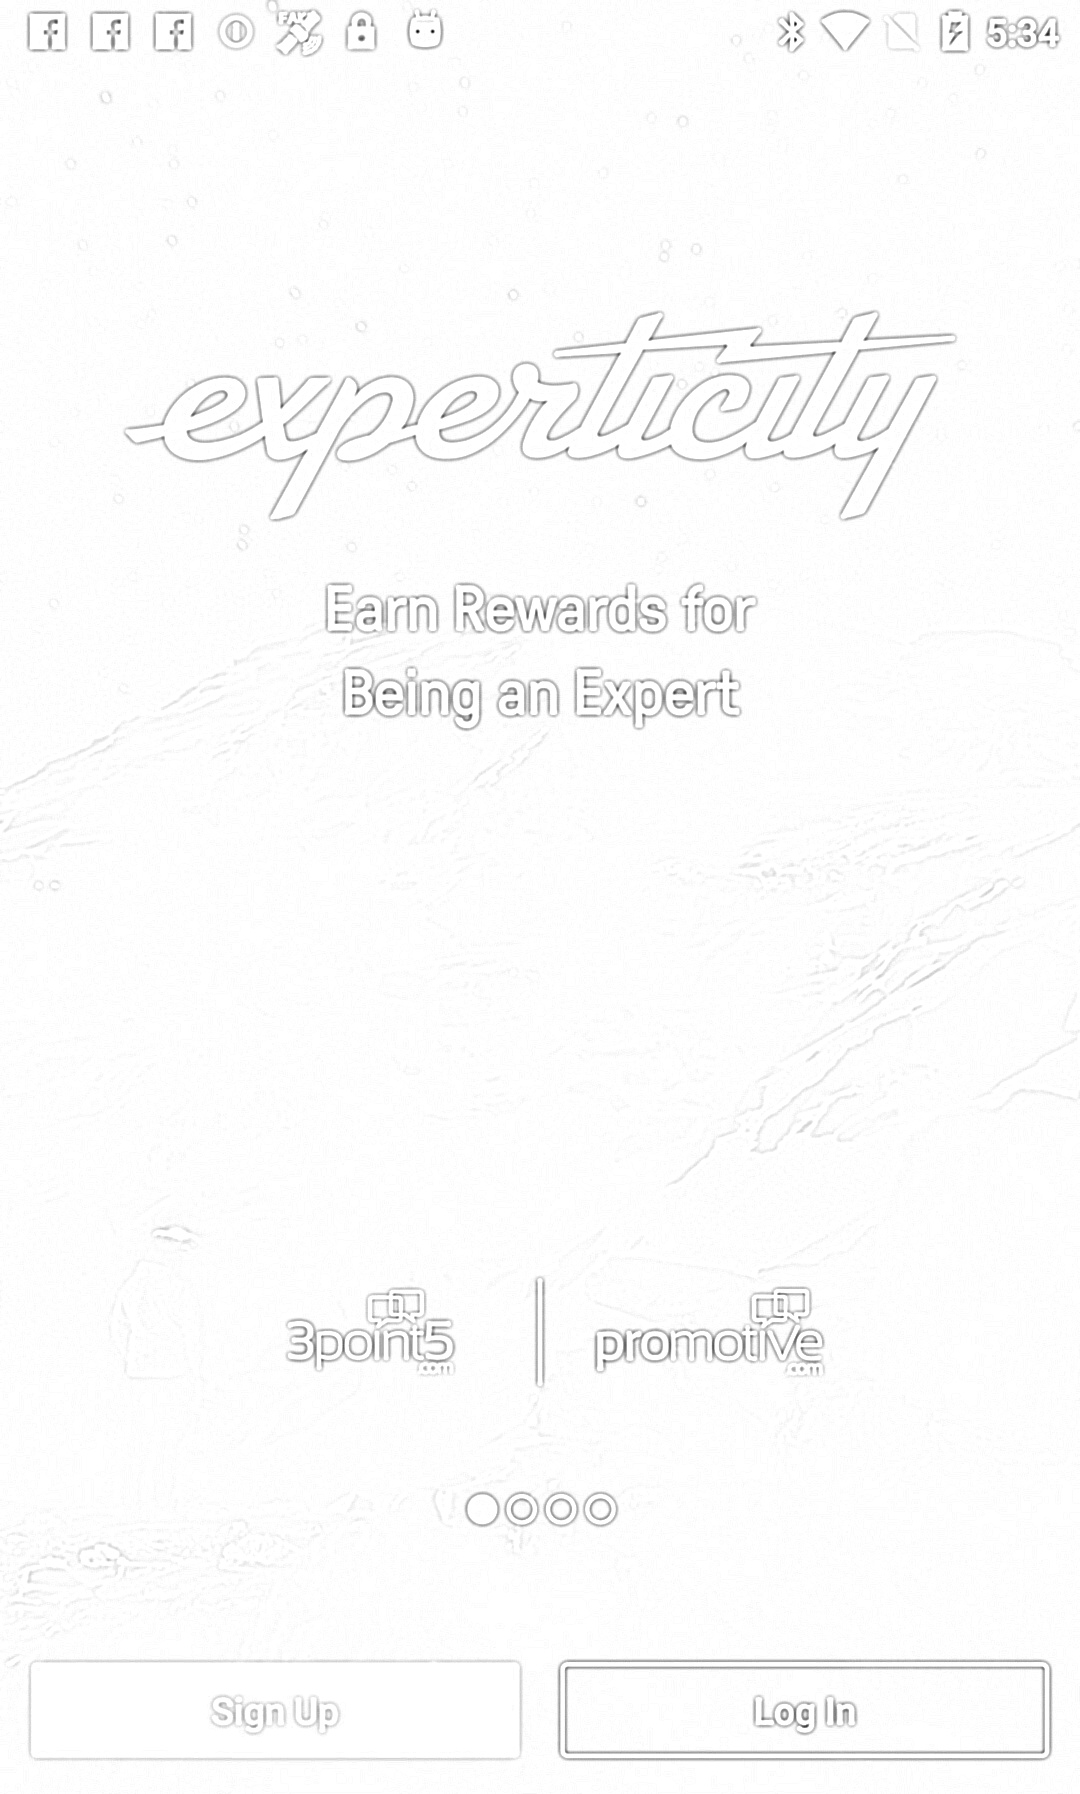 5:34
experticity
Earn Rewards for
Being an Expert
3point5
.com
promotive
.com
Sign Up
Log In